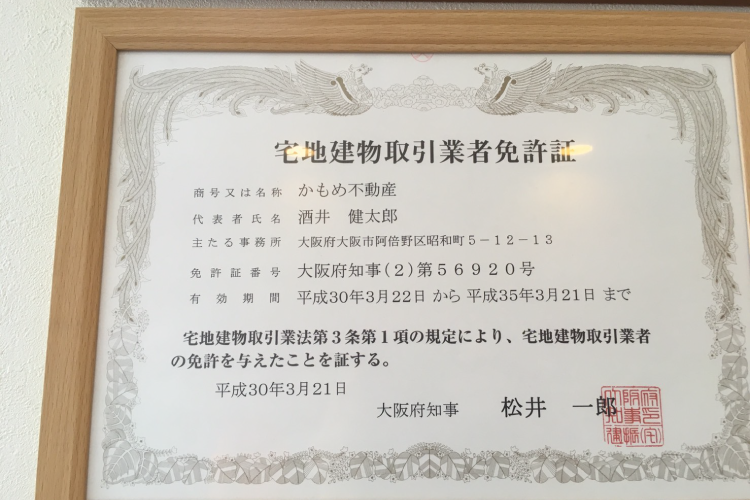 宅地建物取引業者免許証
商号又は名称 かもめ不動産
代表者氏名 酒井 健太郎
主たる事務所 大阪府大阪市阿倍野区昭和町5-12-13
免許証番号 大阪府知事(2)第56920号
有効期間 平成30年3月22日 から 平成35年3月21日 まで
宅地建物取引業法第3条第1項の規定により、宅地建物取引業者
の免許を与えたことを証する。
平成30年3月21日
大阪府知事 松井 一郎